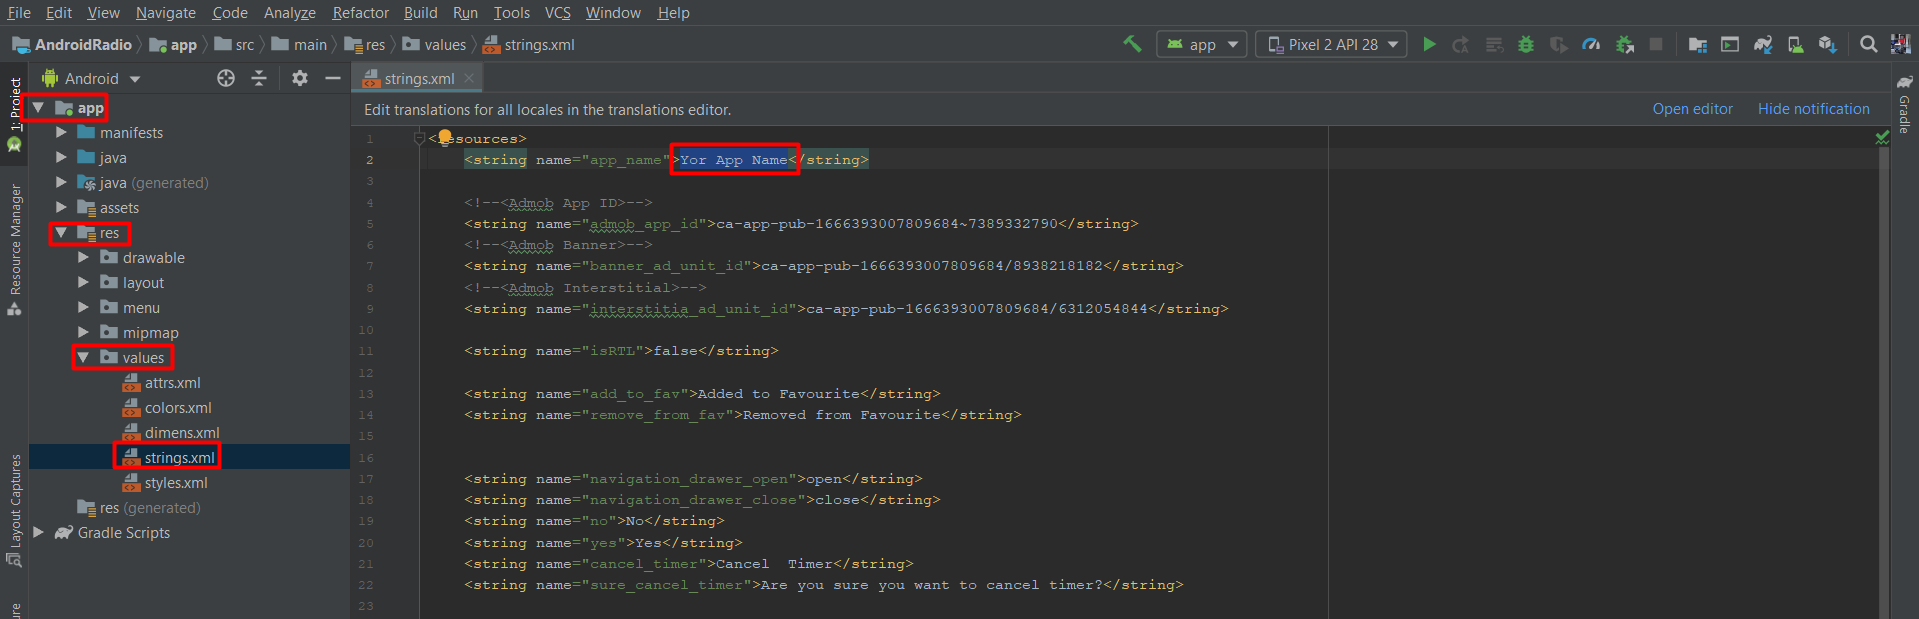 File Edit View Navigate Code Analyze Refactor Build Run Tools VCS Window Help
AndroidRadio app src main res values strings.xml app Pixel 2 API 28
Android
strings.xml
1: Project
Resource Manager
Layout Captures
Gradle
app
manifests
java
java (generated)
assets
res
drawable
layout
menu
mipmap
values
attrs.xml
colors.xml
dimens.xml
strings.xml
styles.xml
res (generated)
Gradle Scripts
Edit translations for all locales in the translations editor. Open editor Hide notification
1 <resources>
2 <string name="app_name">Yor App Name</string>
3
4 <!--<Admob App ID>-->
5 <string name="admob_app_id">ca-app-pub-1666393007809684~7389332790</string>
6 <!--<Admob Banner>-->
7 <string name="banner_ad_unit_id">ca-app-pub-1666393007809684/8938218182</string>
8 <!--<Admob Interstitial>-->
9 <string name="interstitia_ad_unit_id">ca-app-pub-1666393007809684/6312054844</string>
10
11 <string name="isRTL">false</string>
12
13 <string name="add_to_fav">Added to Favourite</string>
14 <string name="remove_from_fav">Removed from Favourite</string>
15
16
17 <string name="navigation_drawer_open">open</string>
18 <string name="navigation_drawer_close">close</string>
19 <string name="no">No</string>
20 <string name="yes">Yes</string>
21 <string name="cancel_timer">Cancel  Timer</string>
22 <string name="sure_cancel_timer">Are you sure you want to cancel timer?</string>
23